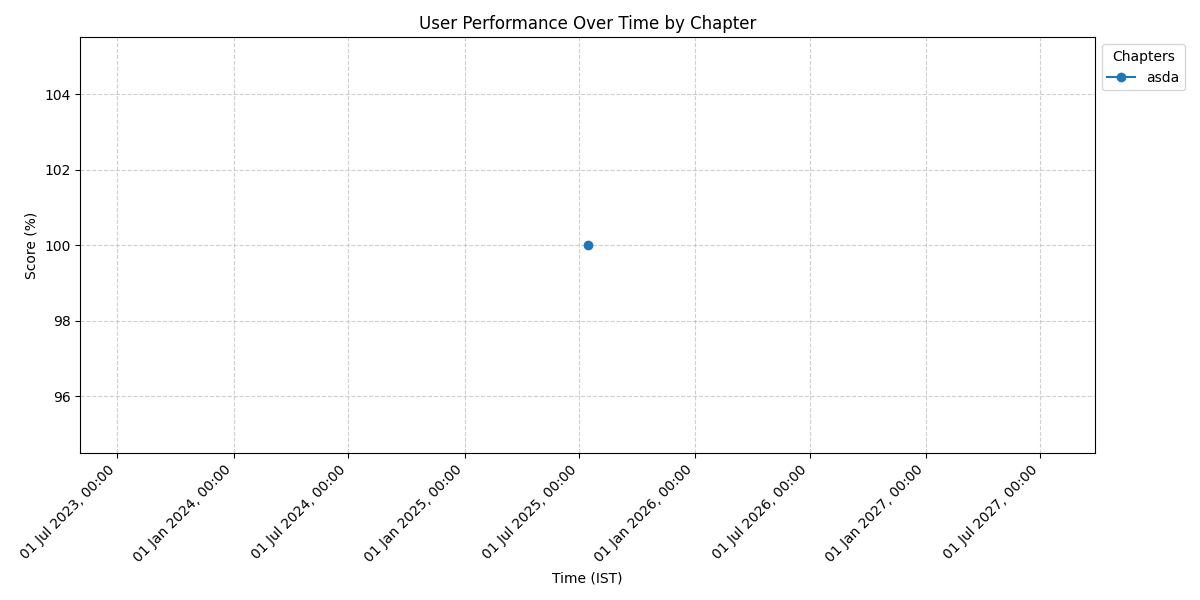 User Performance Over Time by Chapter
Chapters
asda
104
102
100
98
96
Score (%)
01 Jul 2023, 00:00
01 Jan 2024, 00:00
01 Jul 2024, 00:00
01 Jan 2025, 00:00
01 Jul 2025, 00:00
01 Jan 2026, 00:00
01 Jul 2026, 00:00
01 Jan 2027, 00:00
01 Jul 2027, 00:00
Time (IST)